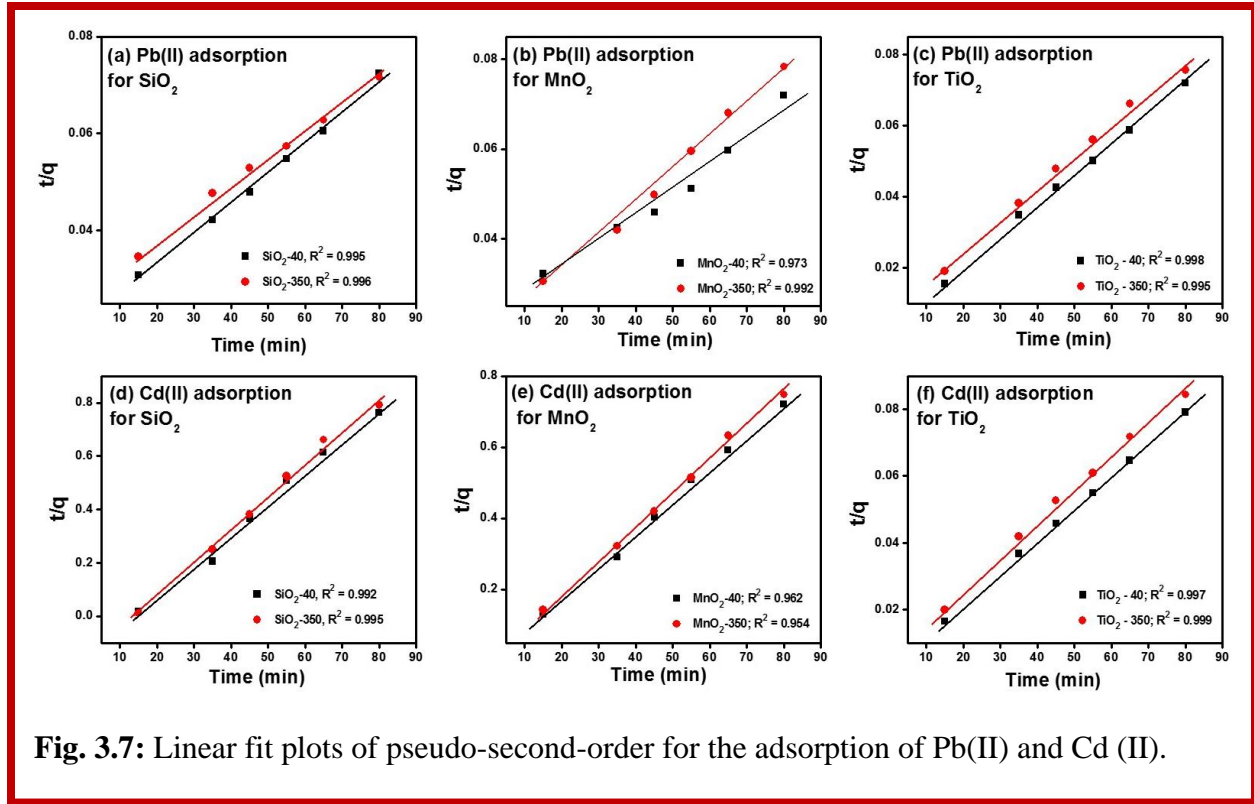 (a) Pb(II) adsorption
for SiO₂
0.08
0.06
0.04
t/q
SiO₂-40, R² = 0.995
SiO₂-350, R² = 0.996
10 20 30 40 50 60 70 80 90
Time (min)
(b) Pb(II) adsorption
for MnO₂
0.08
0.06
0.04
t/q
MnO₂-40; R² = 0.973
MnO₂-350; R² = 0.992
10 20 30 40 50 60 70 80 90
Time (min)
(c) Pb(II) adsorption
for TiO₂
0.08
0.06
0.04
0.02
t/q
TiO₂ - 40; R² = 0.998
TiO₂ - 350; R² = 0.995
10 20 30 40 50 60 70 80 90
Time (min)
(d) Cd(II) adsorption
for SiO₂
0.8
0.6
0.4
0.2
0.0
t/q
SiO₂-40, R² = 0.992
SiO₂-350, R² = 0.995
10 20 30 40 50 60 70 80 90
Time (min)
(e) Cd(II) adsorption
for MnO₂
0.8
0.6
0.4
0.2
t/q
MnO₂-40; R² = 0.962
MnO₂-350; R² = 0.954
10 20 30 40 50 60 70 80 90
Time (min)
(f) Cd(II) adsorption
for TiO₂
0.08
0.06
0.04
0.02
t/q
TiO₂ - 40; R² = 0.997
TiO₂ - 350; R² = 0.999
10 20 30 40 50 60 70 80 90
Time (min)
Fig. 3.7: Linear fit plots of pseudo-second-order for the adsorption of Pb(II) and Cd (II).